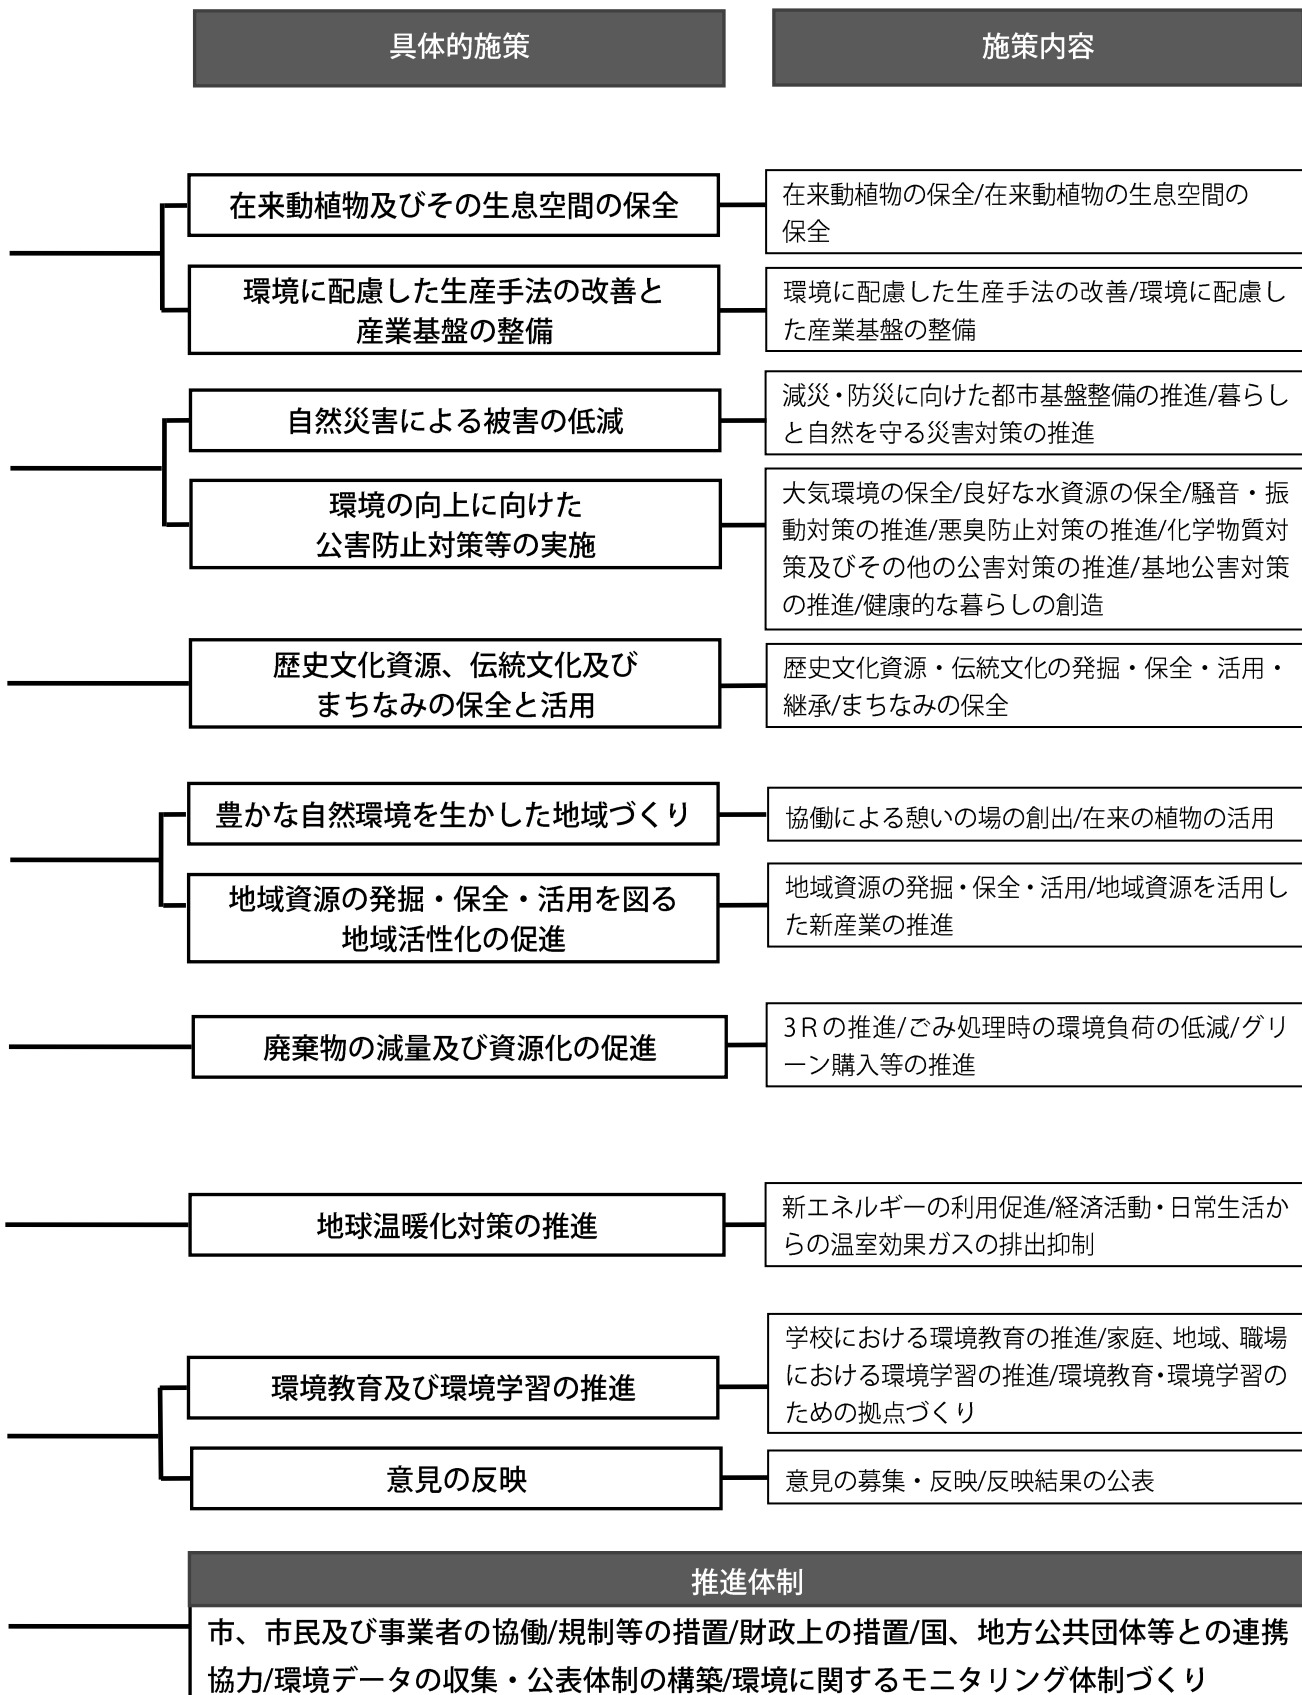 具体的施策
施策内容
在来動植物及びその生息空間の保全
在来動植物の保全/在来動植物の生息空間の
保全
環境に配慮した生産手法の改善と
産業基盤の整備
環境に配慮した生産手法の改善/環境に配慮し
た産業基盤の整備
自然災害による被害の低減
減災・防災に向けた都市基盤整備の推進/暮らし
と自然を守る災害対策の推進
環境の向上に向けた
公害防止対策等の実施
大気環境の保全/良好な水資源の保全/騒音・振
動対策の推進/悪臭防止対策の推進/化学物質対
策及びその他の公害対策の推進/基地公害対策
の推進/健康的な暮らしの創造
歴史文化資源、伝統文化及び
まちなみの保全と活用
歴史文化資源・伝統文化の発掘・保全・活用・
継承/まちなみの保全
豊かな自然環境を生かした地域づくり
協働による憩いの場の創出/在来の植物の活用
地域資源の発掘・保全・活用を図る
地域活性化の促進
地域資源の発掘・保全・活用/地域資源を活用し
た新産業の推進
廃棄物の減量及び資源化の促進
3Rの推進/ごみ処理時の環境負荷の低減/グリ
ーン購入等の推進
地球温暖化対策の推進
新エネルギーの利用促進/経済活動・日常生活か
らの温室効果ガスの排出抑制
環境教育及び環境学習の推進
学校における環境教育の推進/家庭、地域、職場
における環境学習の推進/環境教育・環境学習の
ための拠点づくり
意見の反映
意見の募集・反映/反映結果の公表
推進体制
市、市民及び事業者の協働/規制等の措置/財政上の措置/国、地方公共団体等との連携
協力/環境データの収集・公表体制の構築/環境に関するモニタリング体制づくり